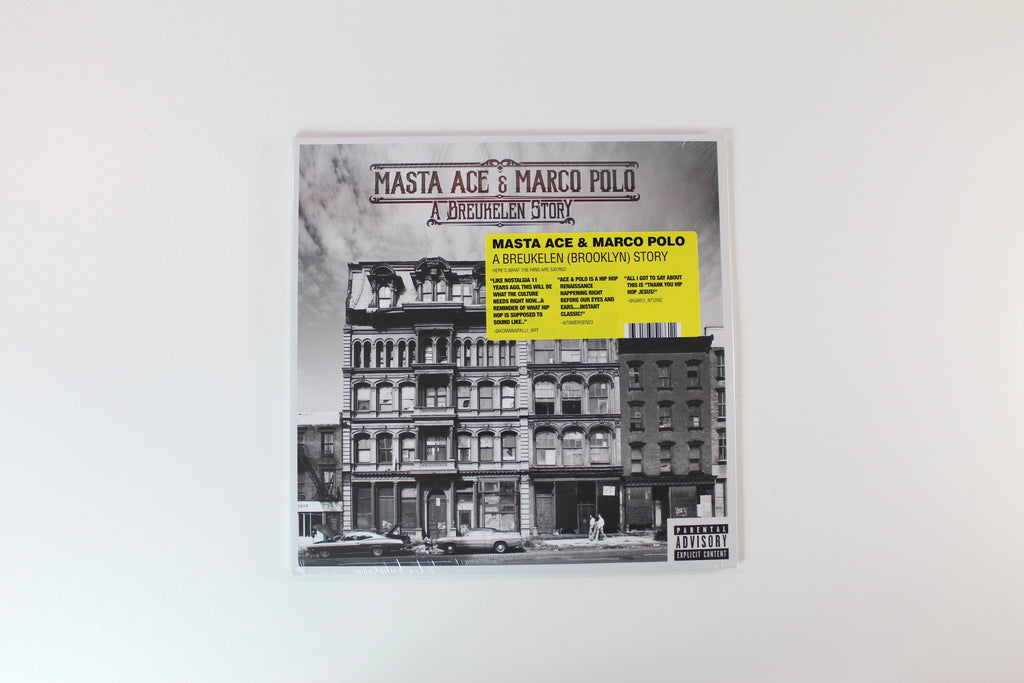 MASTA ACE & MARCO POLO
A BREUKELEN STORY
MASTA ACE & MARCO POLO
A BREUKELEN (BROOKLYN) STORY
HERE'S WHAT THE FANS ARE SAYING!
"LIKE NOSTALGIA 11
YEARS AGO, THIS WILL BE
WHAT THE CULTURE
NEEDS RIGHT NOW...A
REMINDER OF WHAT HIP
HOP IS SUPPOSED TO
SOUND LIKE.."
-@KOMANAPALLI_ART
"ACE & POLO IS A HIP HOP
RENAISSANCE
HAPPENING RIGHT
BEFORE OUR EYES AND
EARS....INSTANT
CLASSIC!"
-@TAMERSEN23
"ALL I GOT TO SAY ABOUT
THIS IS "THANK YOU HIP
HOP JESUS!"
-@GARCI_NTOINE
PARENTAL
ADVISORY
EXPLICIT CONTENT